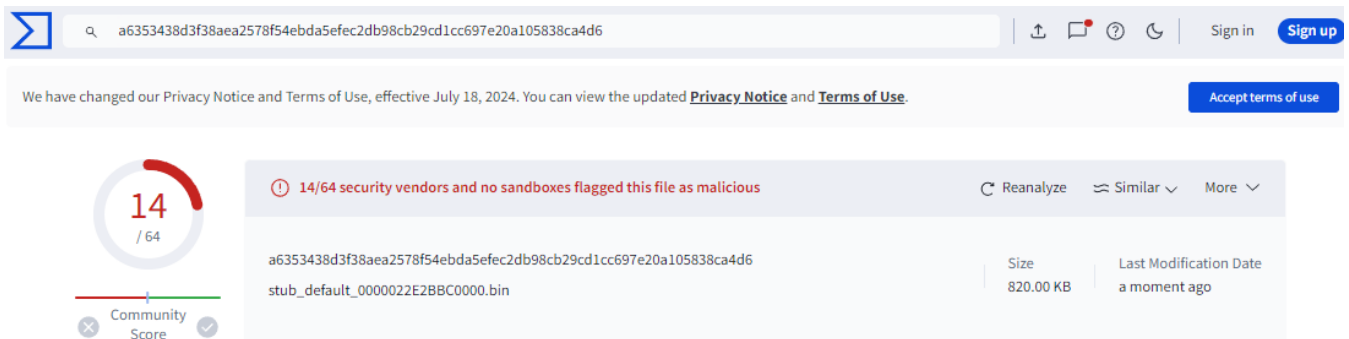 a6353438d3f38aea2578f54ebda5efec2db98cb29cd1cc697e20a105838ca4d6
Sign in
Sign up
We have changed our Privacy Notice and Terms of Use, effective July 18, 2024. You can view the updated Privacy Notice and Terms of Use.
Accept terms of use
14
/ 64
Community
Score
14/64 security vendors and no sandboxes flagged this file as malicious
Reanalyze
Similar
More
a6353438d3f38aea2578f54ebda5efec2db98cb29cd1cc697e20a105838ca4d6
stub_default_0000022E2BBC0000.bin
Size
820.00 KB
Last Modification Date
a moment ago